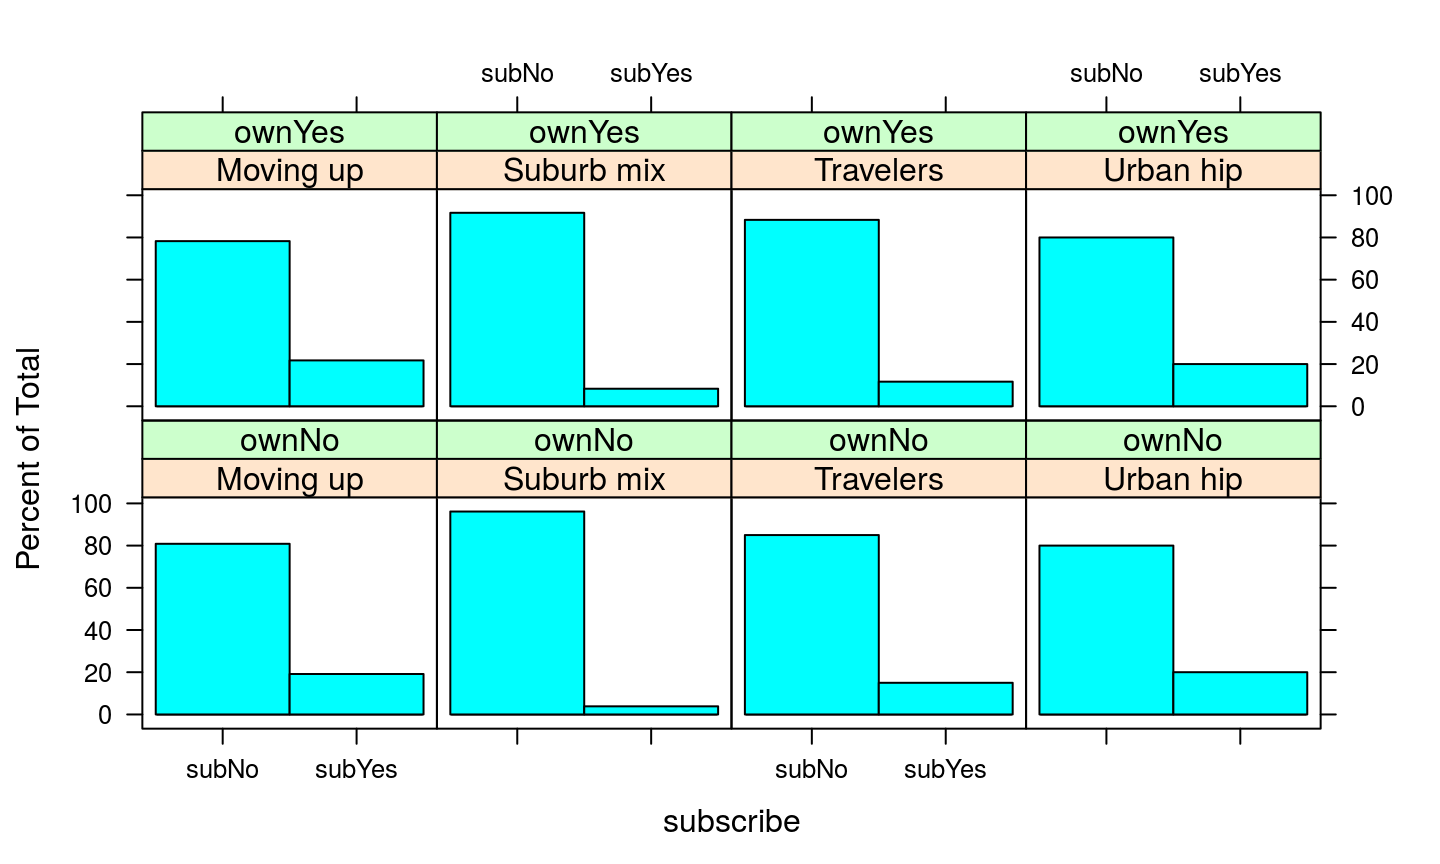 subNo subYes subNo subYes
ownYes ownYes ownYes ownYes
Moving up Suburb mix Travelers Urban hip
100
80
60
40
20
0
Percent of Total
ownNo ownNo ownNo ownNo
Moving up Suburb mix Travelers Urban hip
100
80
60
40
20
0
subNo subYes subNo subYes
subscribe